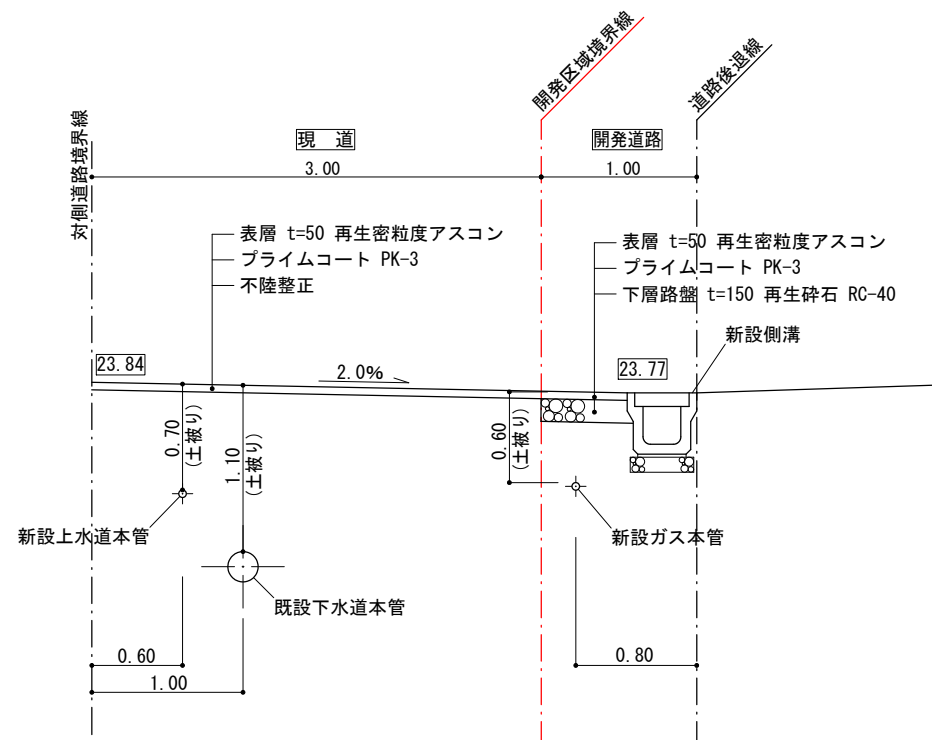 対側道路境界線
開発区域境界線
道路後退線
現 道
開発道路
3.00
1.00
表層 t=50 再生密粒度アスコン
プライムコート PK-3
不陸整正
表層 t=50 再生密粒度アスコン
プライムコート PK-3
下層路盤 t=150 再生砕石 RC-40
新設側溝
23.84
2.0%
23.77
0.70
(土被り)
1.10
(土被り)
0.60
(土被り)
新設上水道本管
新設ガス本管
既設下水道本管
0.60
0.80
1.00